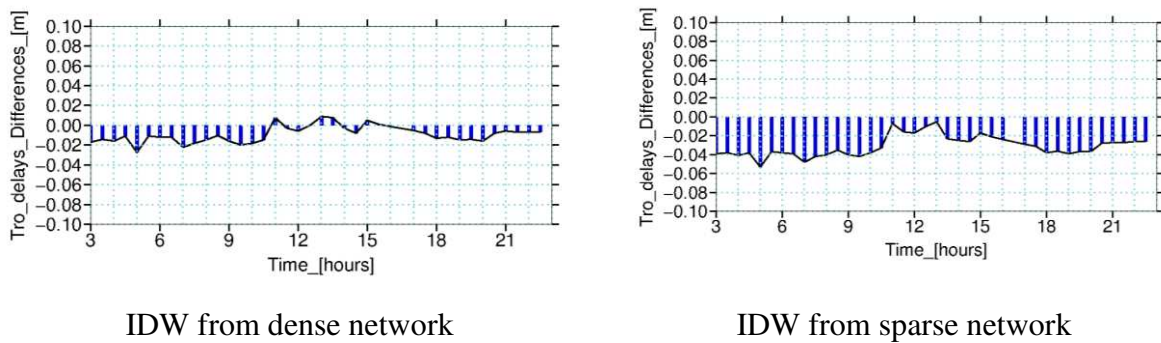 0.10
0.08
0.06
0.04
0.02
0.00
−0.02
−0.04
−0.06
−0.08
−0.10
Tro_delays_Differences_[m]
3 6 9 12 15 18 21
Time_[hours]
IDW from dense network
0.10
0.08
0.06
0.04
0.02
0.00
−0.02
−0.04
−0.06
−0.08
−0.10
Tro_delays_Differences_[m]
3 6 9 12 15 18 21
Time_[hours]
IDW from sparse network